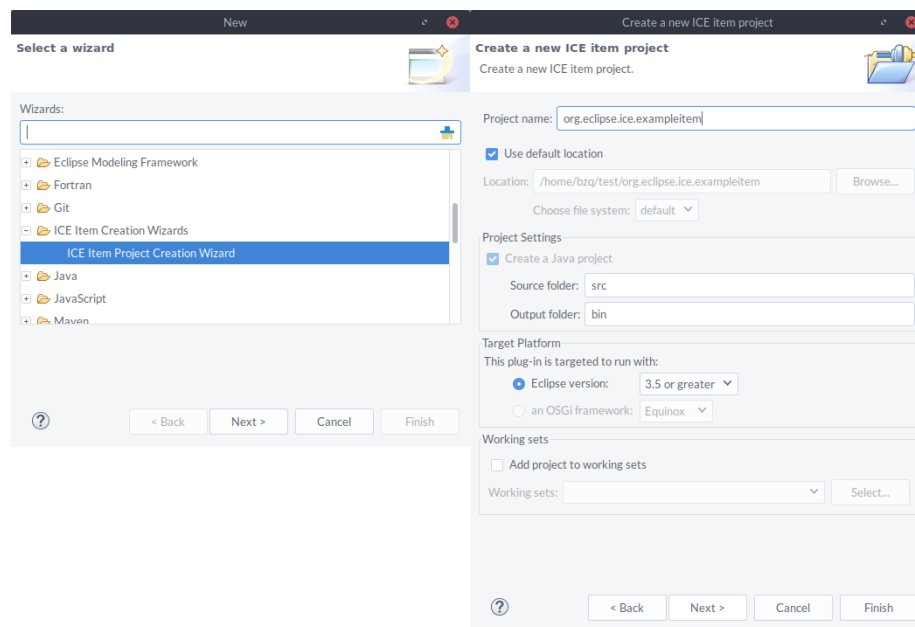 New
Select a wizard
Wizards:
Eclipse Modeling Framework
Fortran
Git
ICE Item Creation Wizards
ICE Item Project Creation Wizard
Java
JavaScript
Maven
< Back
Next >
Cancel
Finish
Create a new ICE item project
Create a new ICE item project
Create a new ICE item project.
Project name: org.eclipse.ice.exampleitem
Use default location
Location: /home/bzq/test/org.eclipse.ice.exampleitem Browse...
Choose file system: default
Project Settings
Create a Java project
Source folder: src
Output folder: bin
Target Platform
This plug-in is targeted to run with:
Eclipse version: 3.5 or greater
an OSGi framework: Equinox
Working sets
Add project to working sets
Working sets: Select...
< Back
Next >
Cancel
Finish